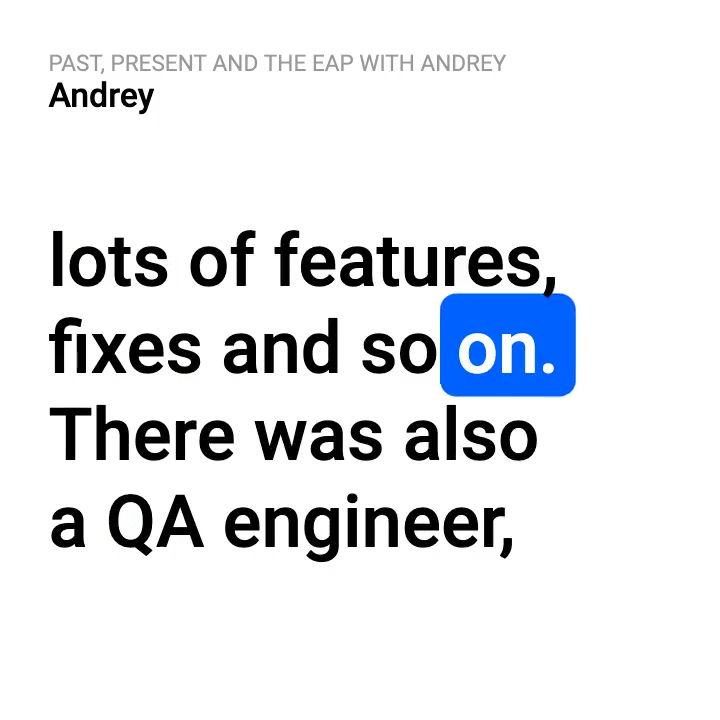 PAST, PRESENT AND THE EAP WITH ANDREY
Andrey
lots of features,
fixes and so on.
There was also
a QA engineer,